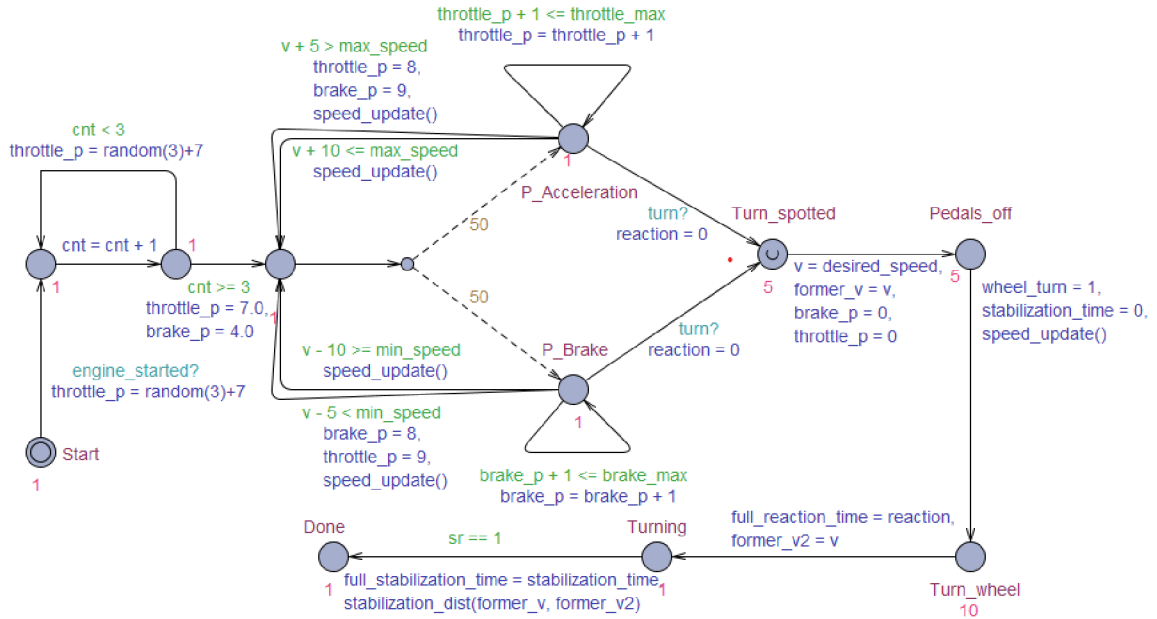 throttle_p + 1 <= throttle_max
throttle_p = throttle_p + 1
v + 5 > max_speed
throttle_p = 8,
brake_p = 9,
speed_update()
cnt < 3
throttle_p = random(3)+7
v + 10 <= max_speed
speed_update()
1
P_Acceleration
50
turn?
reaction = 0
Turn_spotted
Pedals_off
cnt = cnt + 1
1
1
cnt >= 3
throttle_p = 7.0,
brake_p = 4.0
1
5
v = desired_speed,
former_v = v,
brake_p = 0,
throttle_p = 0
5
wheel_turn = 1,
stabilization_time = 0,
speed_update()
50
turn?
reaction = 0
P_Brake
v - 10 >= min_speed
speed_update()
engine_started?
throttle_p = random(3)+7
v - 5 < min_speed
brake_p = 8,
throttle_p = 9,
speed_update()
1
Start
1
brake_p + 1 <= brake_max
brake_p = brake_p + 1
Done
sr == 1
Turning
full_reaction_time = reaction,
former_v2 = v
1
full_stabilization_time = stabilization_time,
stabilization_dist(former_v, former_v2)
1
Turn_wheel
10